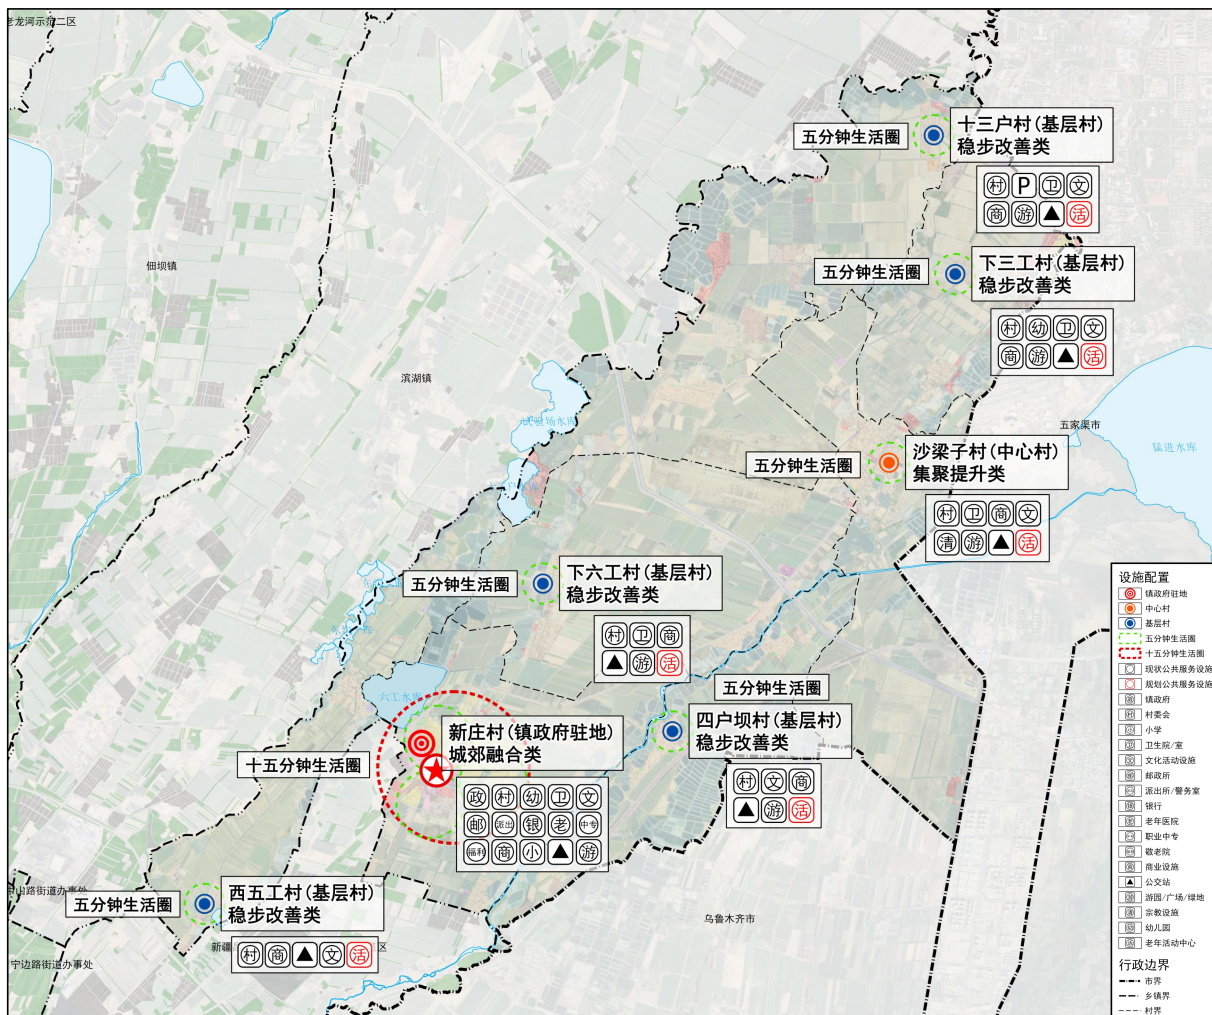 老龙河示范二区
佃坝镇
滨湖镇
五家渠市
猛进水库
试验场水库
六工水库
乌鲁木齐市
宁边路街道办事处
五分钟生活圈
十三户村(基层村)
稳步改善类
村 P 卫 文
商 游 ▲ 活
五分钟生活圈
下三工村(基层村)
稳步改善类
村 幼 卫 文
商 游 ▲ 活
五分钟生活圈
沙梁子村(中心村)
集聚提升类
村 卫 商 文
清 游 ▲ 活
五分钟生活圈
下六工村(基层村)
稳步改善类
村 卫 商
▲ 游 活
五分钟生活圈
四户坝村(基层村)
稳步改善类
村 文 商
▲ 游 活
十五分钟生活圈
新庄村(镇政府驻地)
城郊融合类
政 村 幼 卫 文
邮 派出 银 老 中专
福利 商 小 ▲ 游
五分钟生活圈
西五工村(基层村)
稳步改善类
村 商 ▲ 文 活
设施配置
镇政府驻地
中心村
基层村
五分钟生活圈
十五分钟生活圈
现状公共服务设施
规划公共服务设施
镇政府
村委会
小学
卫生院/室
文化活动设施
邮政所
派出所/警务室
银行
老年医院
职业中专
敬老院
商业设施
公交站
游园/广场/绿地
宗教设施
幼儿园
老年活动中心
行政边界
市界
乡镇界
村界